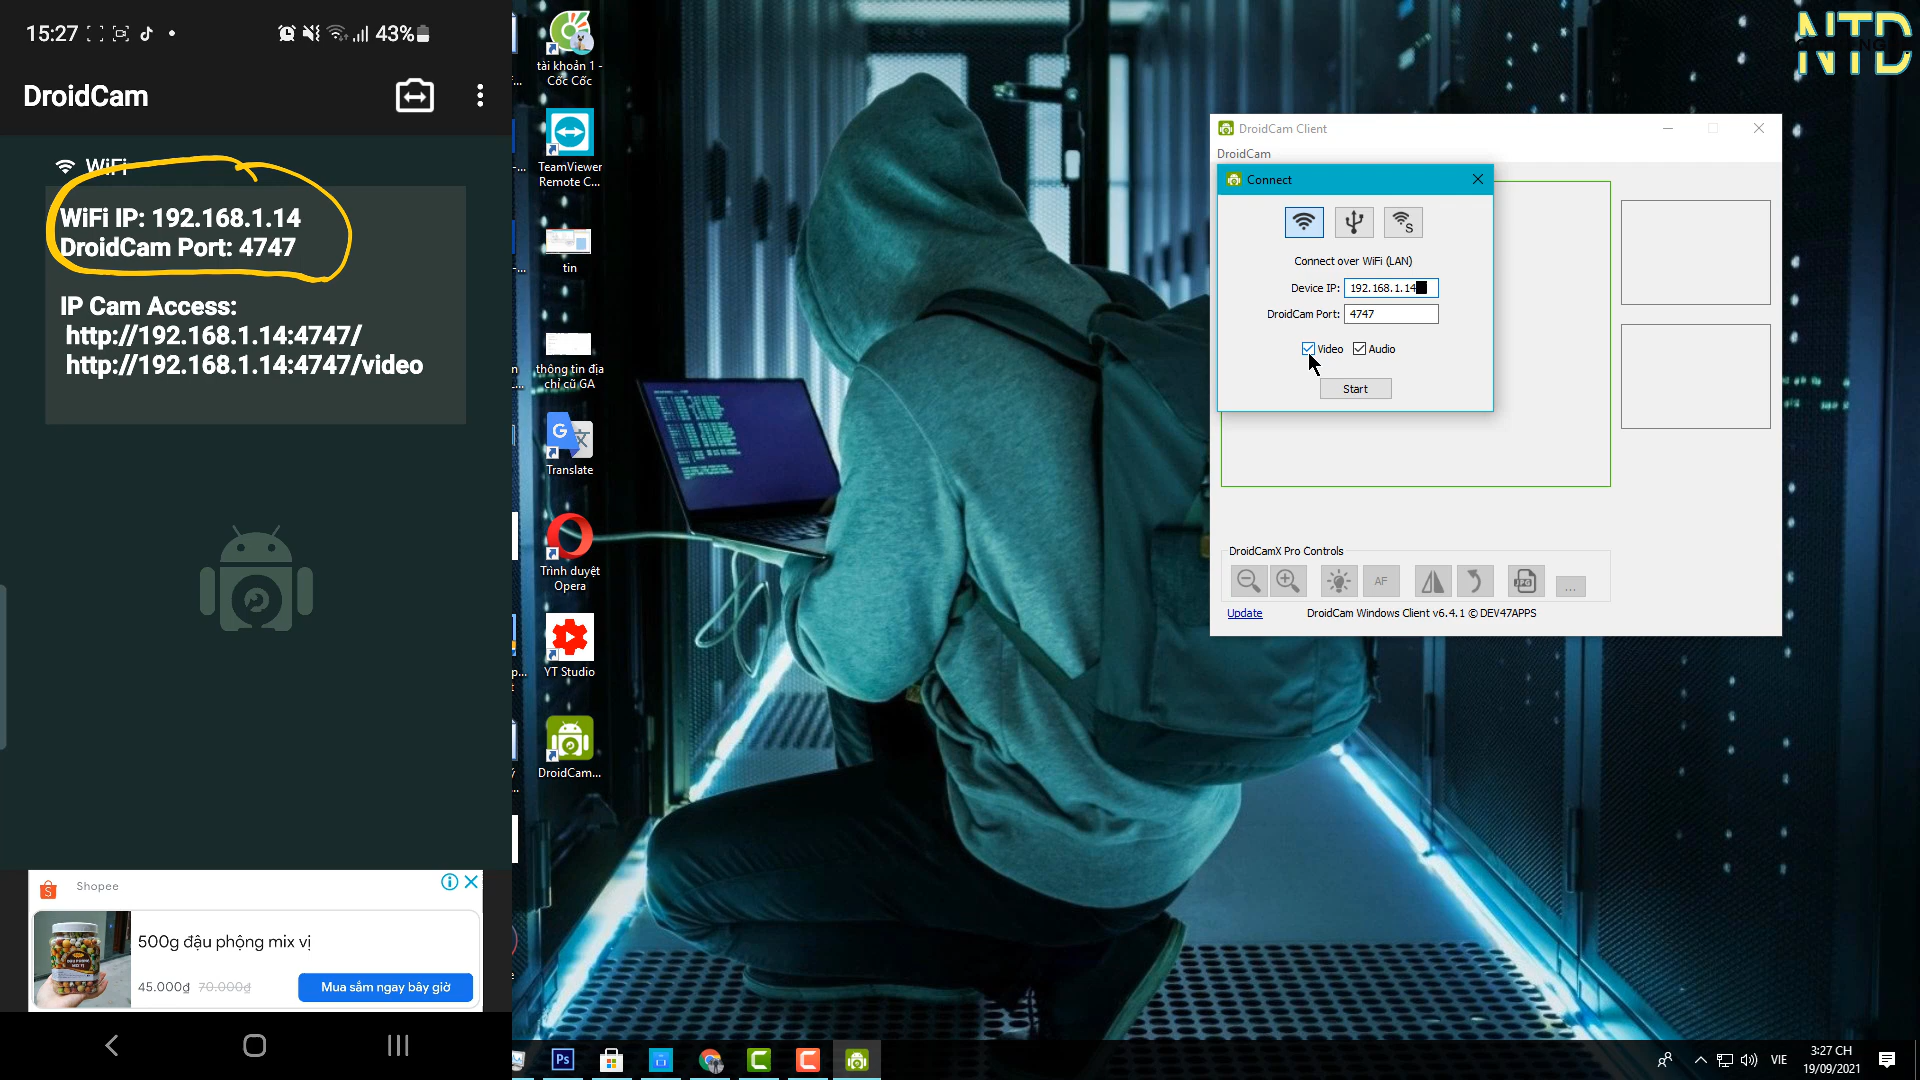 15:27
43%
DroidCam
WiFi
WiFi IP: 192.168.1.14
DroidCam Port: 4747
IP Cam Access:
http://192.168.1.14:4747/
http://192.168.1.14:4747/video
Shopee
500g đậu phộng mix vị
45.000₫ 70.000₫
Mua sắm ngay bây giờ
tài khoản 1 -
Cốc Cốc
TeamViewer
Remote C...
tin
thông tin địa
chỉ cũ GA
Translate
Trình duyệt
Opera
YT Studio
DroidCam...
NTD
DroidCam Client
DroidCam
Connect
Connect over WiFi (LAN)
Device IP: 192.168.1.14
DroidCam Port: 4747
Video Audio
Start
DroidCamX Pro Controls
AF
JPG
...
Update
DroidCam Windows Client v6.4.1 © DEV47APPS
Ps
VIE
3:27 CH
19/09/2021